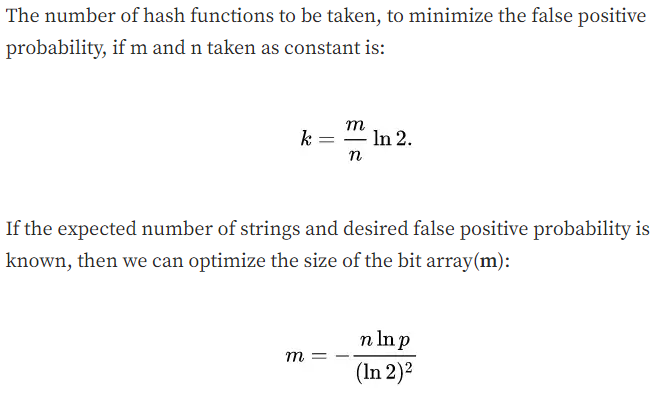 The number of hash functions to be taken, to minimize the false positive
probability, if m and n taken as constant is:
k = m/n ln 2.
If the expected number of strings and desired false positive probability is
known, then we can optimize the size of the bit array(m):
m = − n ln p/(ln 2)²